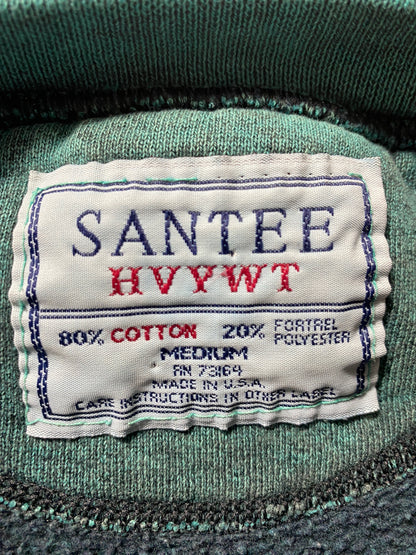 SANTEE
HVYWT
80% COTTON 20% FORTREL POLYESTER
MEDIUM
RN 73164
MADE IN U.S.A.
CARE INSTRUCTIONS IN OTHER LABEL